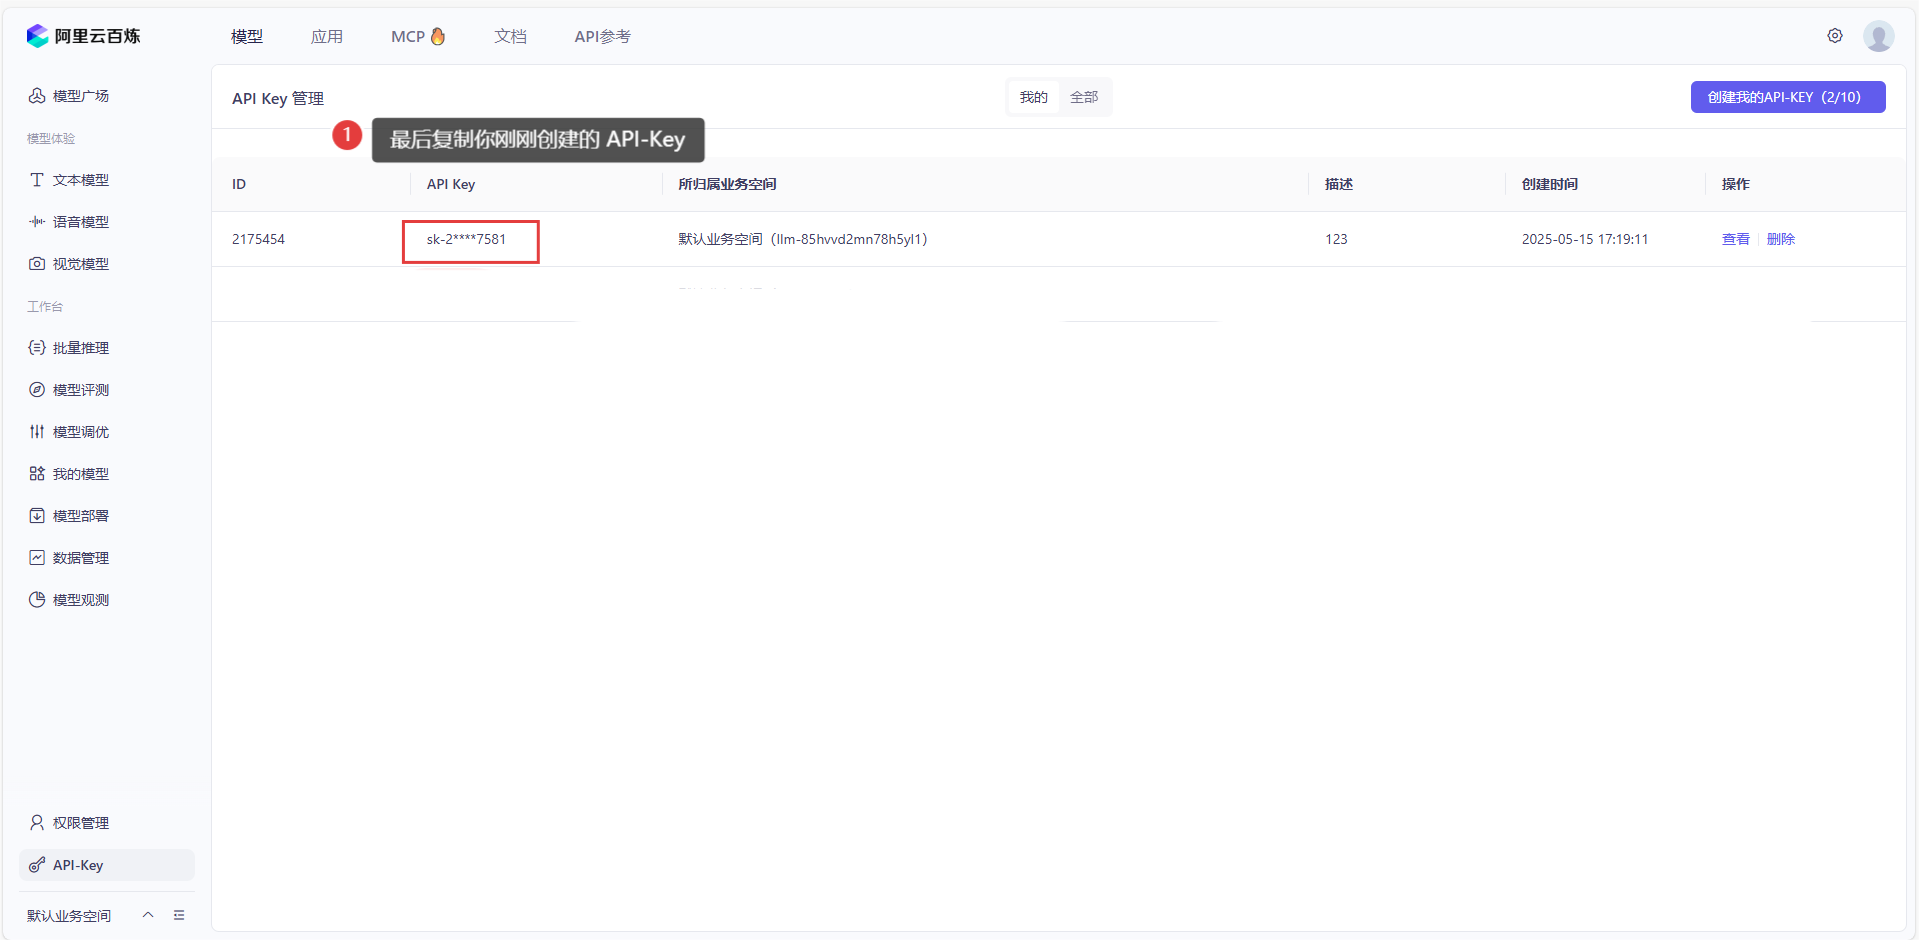 阿里云百炼
模型 应用 MCP 文档 API参考
模型广场
模型体验
文本模型
语音模型
视觉模型
工作台
批量推理
模型评测
模型调优
我的模型
模型部署
数据管理
模型观测
权限管理
API-Key
默认业务空间
API Key 管理
我的 全部
创建我的API-KEY（2/10）
1 最后复制你刚刚创建的 API-Key
ID API Key 所归属业务空间 描述 创建时间 操作
2175454 sk-2****7581 默认业务空间（llm-85hvvd2mn78h5yl1） 123 2025-05-15 17:19:11 查看 删除